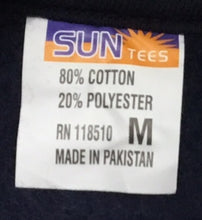 SUN TEES
80% COTTON
20% POLYESTER
RN 118510 M
MADE IN PAKISTAN